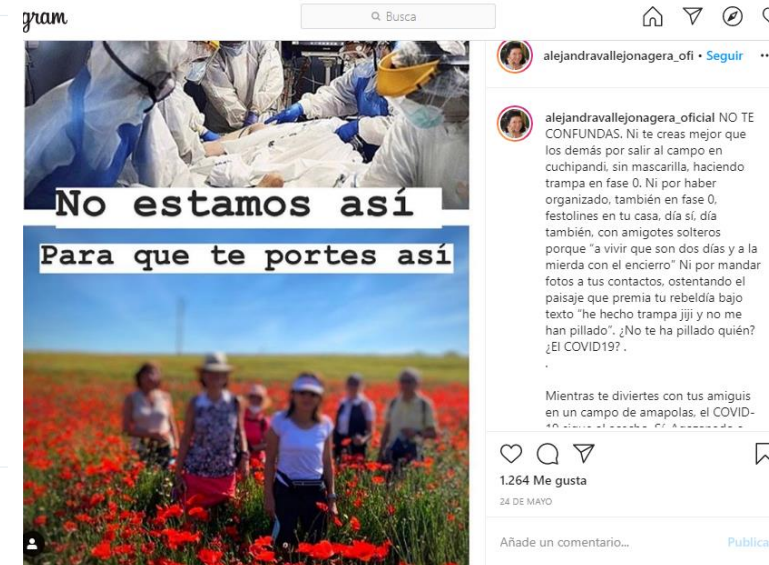 gram
Busca
No estamos así
Para que te portes así
alejandravallejonagera_ofi • Seguir
alejandravallejonagera_oficial NO TE
CONFUNDAS. Ni te creas mejor que
los demás por salir al campo en
cuchipandi, sin mascarilla, haciendo
trampa en fase 0. Ni por haber
organizado, también en fase 0,
festolines en tu casa, día sí, día
también, con amigotes solteros
porque "a vivir que son dos días y a la
mierda con el encierro" Ni por mandar
fotos a tus contactos, ostentando el
paisaje que premia tu rebeldía bajo
texto "he hecho trampa jiji y no me
han pillado". ¿No te ha pillado quién?
¿El COVID19? .
.
Mientras te diviertes con tus amiguis
en un campo de amapolas, el COVID-
1.264 Me gusta
24 DE MAYO
Añade un comentario...
Publica